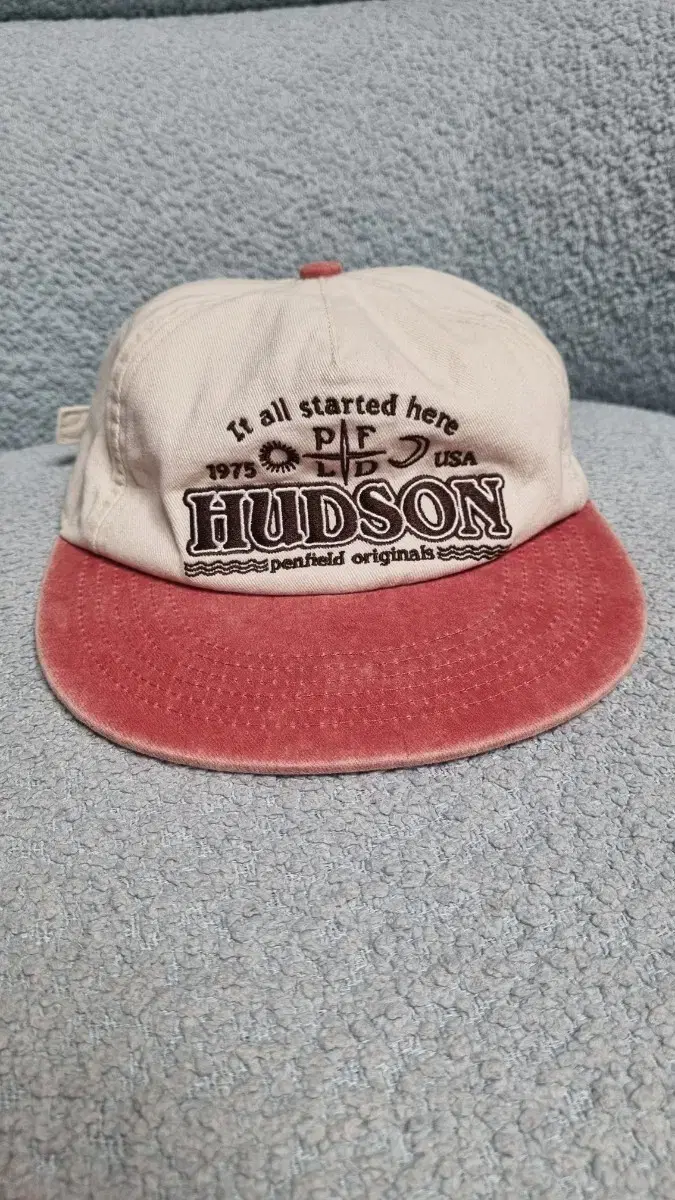 It all started here
P F
1975 L D USA
HUDSON
penfield originals